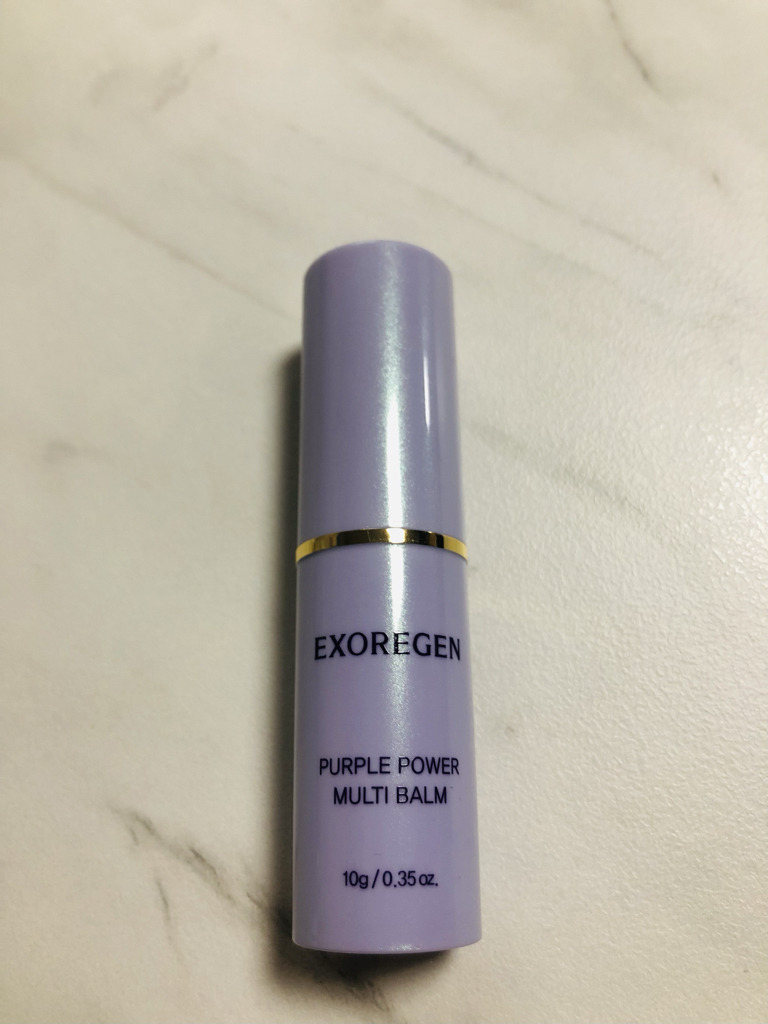 EXOREGEN
PURPLE POWER
MULTI BALM
10g / 0.35 oz.